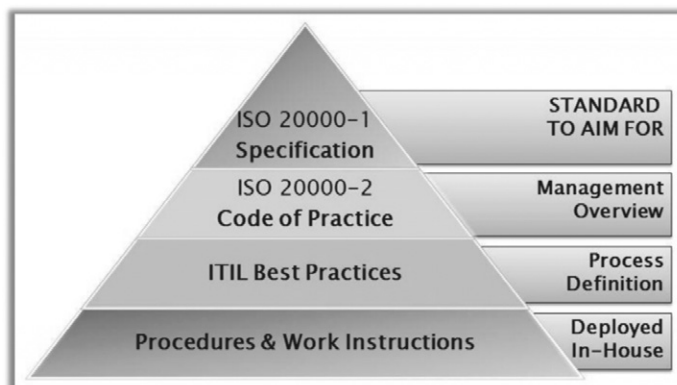 ISO 20000-1
Specification
STANDARD
TO AIM FOR
ISO 20000-2
Code of Practice
Management
Overview
ITIL Best Practices
Process
Definition
Procedures & Work Instructions
Deployed
In-House